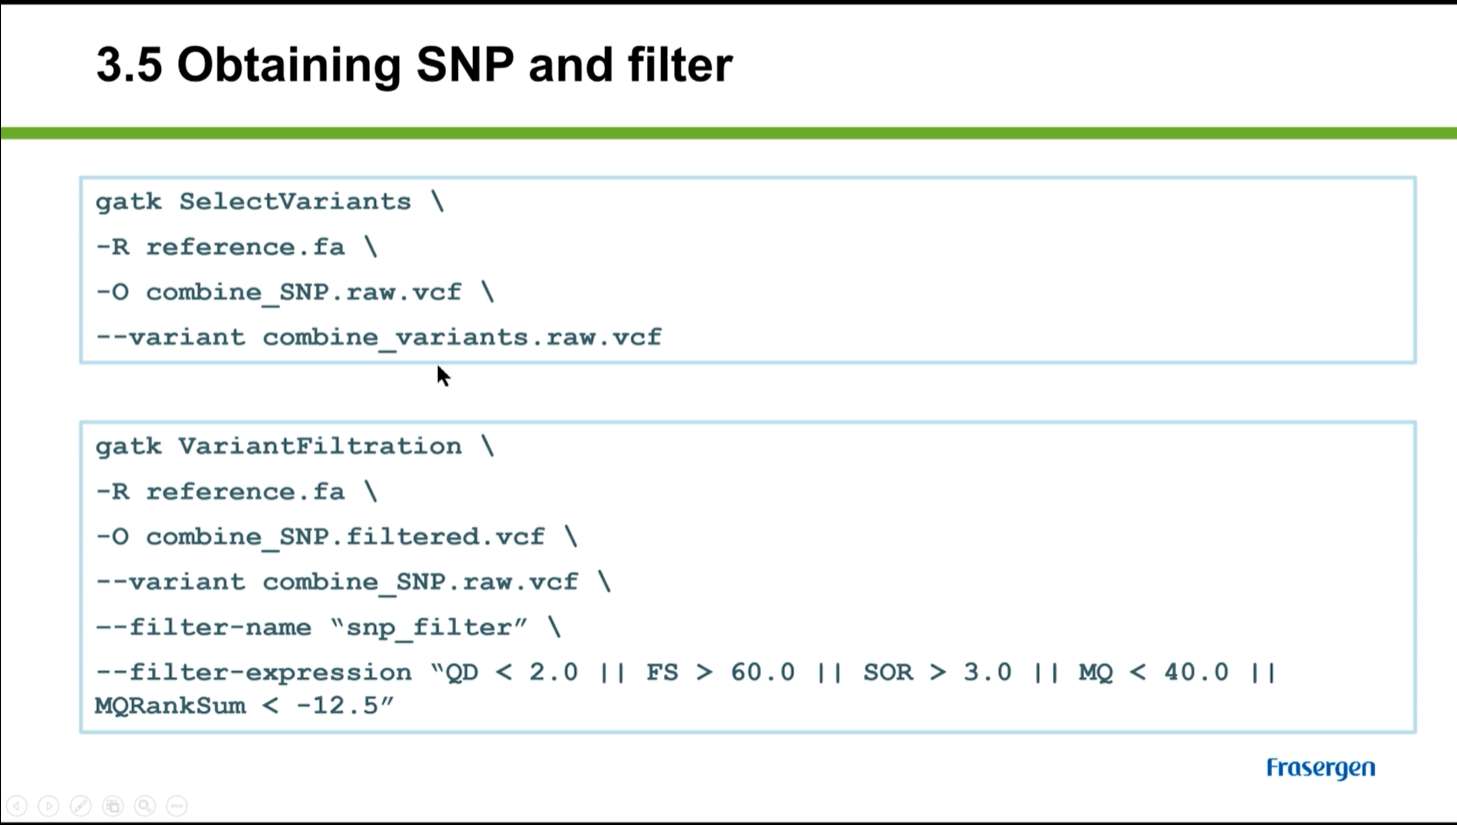 3.5 Obtaining SNP and filter
gatk SelectVariants \
-R reference.fa \
-O combine_SNP.raw.vcf \
--variant combine_variants.raw.vcf
gatk VariantFiltration \
-R reference.fa \
-O combine_SNP.filtered.vcf \
--variant combine_SNP.raw.vcf \
--filter-name “snp_filter” \
--filter-expression “QD < 2.0 || FS > 60.0 || SOR > 3.0 || MQ < 40.0 ||
MQRankSum < -12.5”
Frasergen